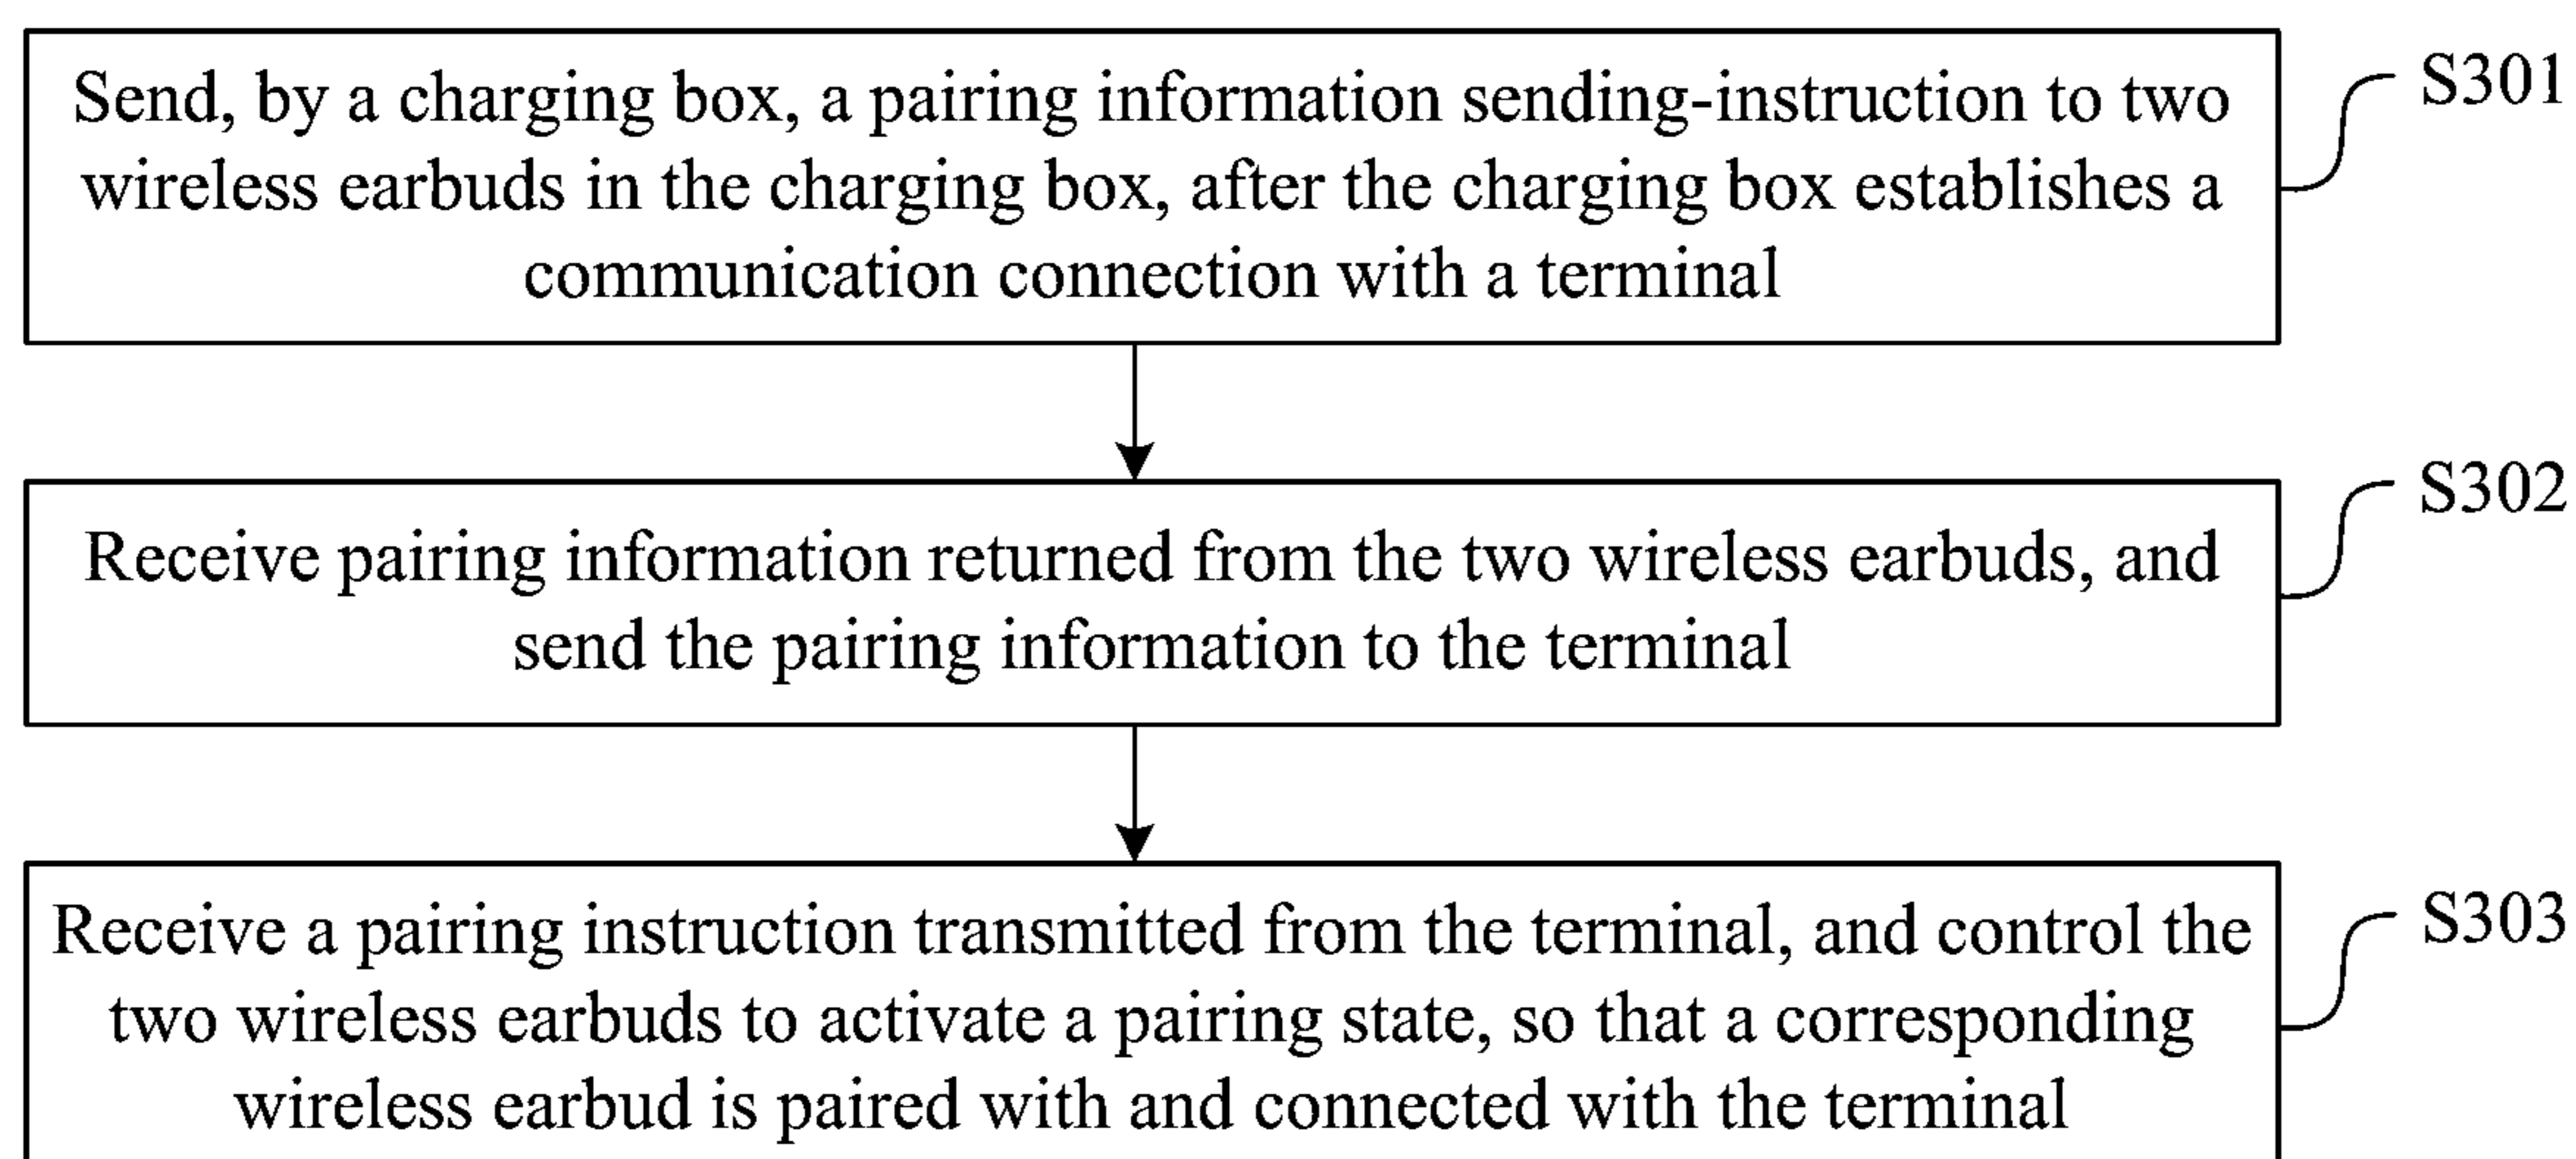 Send, by a charging box, a pairing information sending-instruction to two
wireless earbuds in the charging box, after the charging box establishes a
communication connection with a terminal
S301
Receive pairing information returned from the two wireless earbuds, and
send the pairing information to the terminal
S302
Receive a pairing instruction transmitted from the terminal, and control the
two wireless earbuds to activate a pairing state, so that a corresponding
wireless earbud is paired with and connected with the terminal
S303